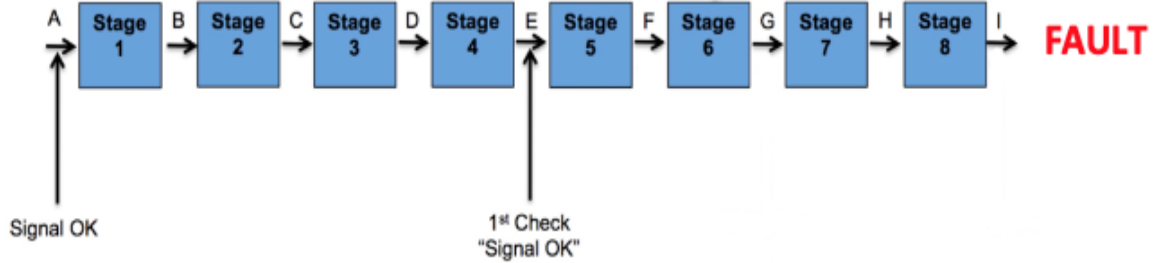 A B C D E F G H I
Stage Stage Stage Stage Stage Stage Stage Stage
1 2 3 4 5 6 7 8
FAULT
Signal OK
1st Check
“Signal OK”